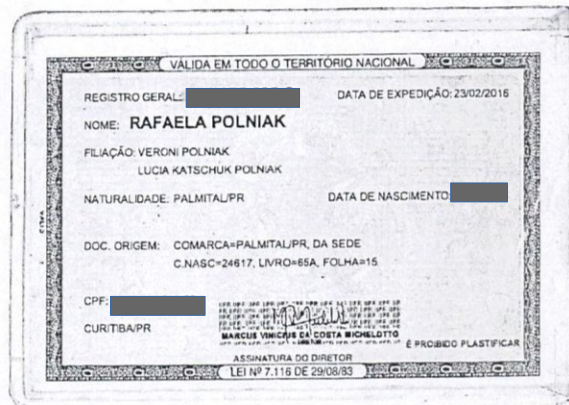 VÁLIDA EM TODO O TERRITÓRIO NACIONAL
REGISTRO GERAL: DATA DE EXPEDIÇÃO: 23/02/2016
NOME: RAFAELA POLNIAK
FILIAÇÃO: VERONI POLNIAK
LUCIA KATSCHUK POLNIAK
NATURALIDADE: PALMITAL/PR DATA DE NASCIMENTO:
DOC. ORIGEM: COMARCA=PALMITAL/PR, DA SEDE
C.NASC=24617, LIVRO=65A, FOLHA=15
CPF:
CURITIBA/PR
MARCUS VINICIUS DA COSTA MICHELOTTO
É PROIBIDO PLASTIFICAR
ASSINATURA DO DIRETOR
LEI Nº 7.116 DE 29/08/83